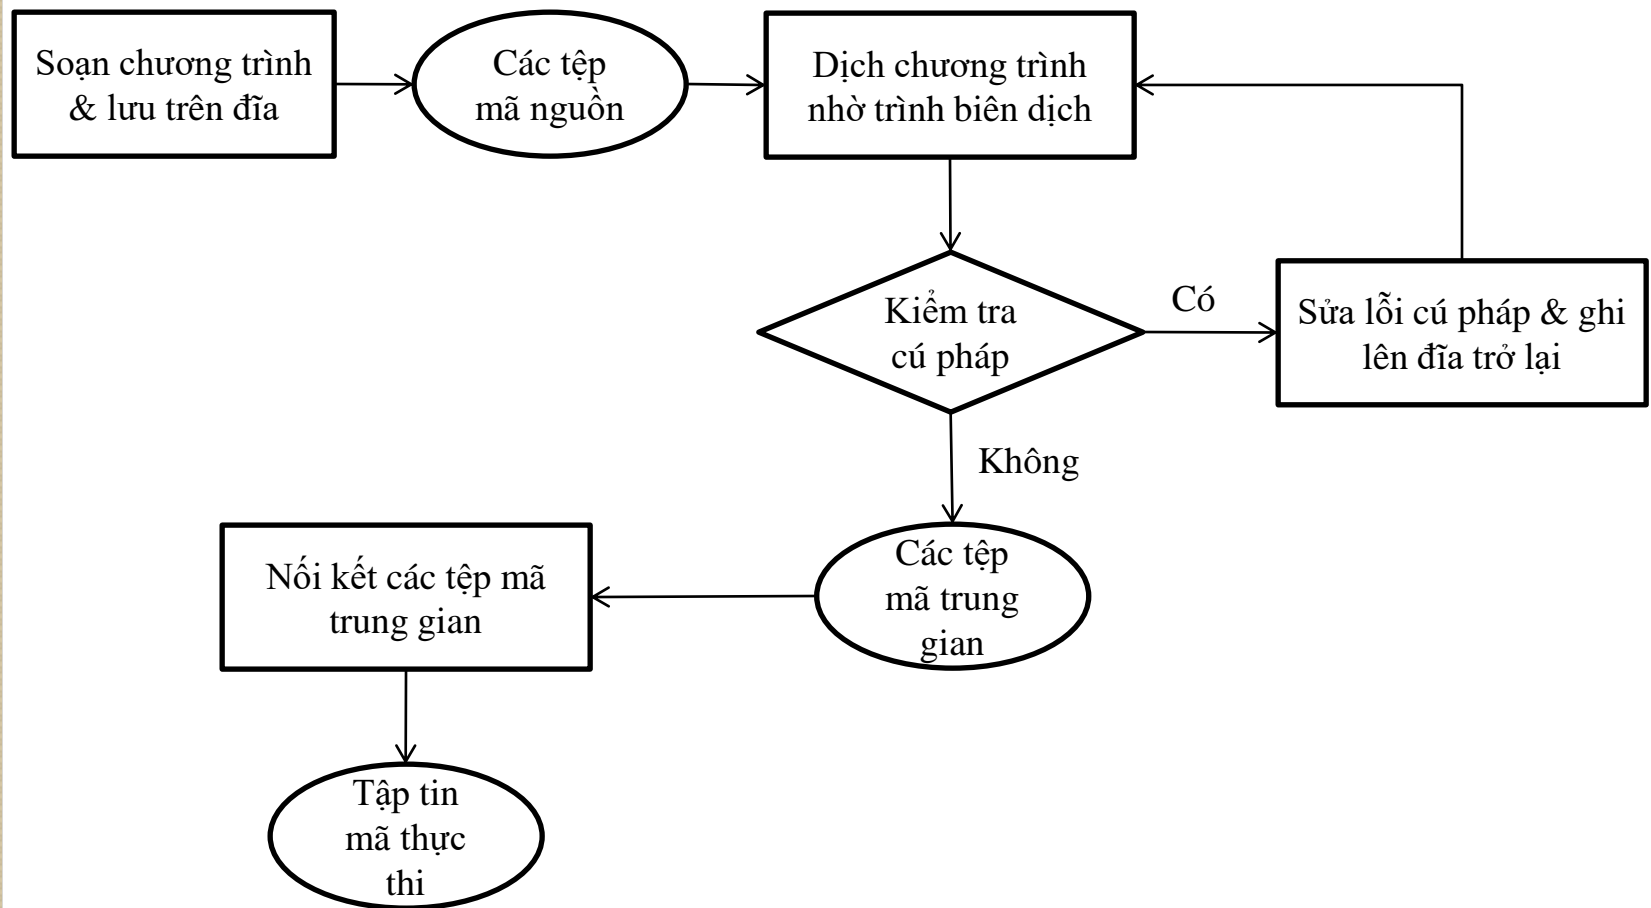 Soạn chương trình
& lưu trên đĩa
Các tệp
mã nguồn
Dịch chương trình
nhờ trình biên dịch
Kiểm tra
cú pháp
Có
Sửa lỗi cú pháp & ghi
lên đĩa trở lại
Không
Các tệp
mã trung
gian
Nối kết các tệp mã
trung gian
Tập tin
mã thực
thi